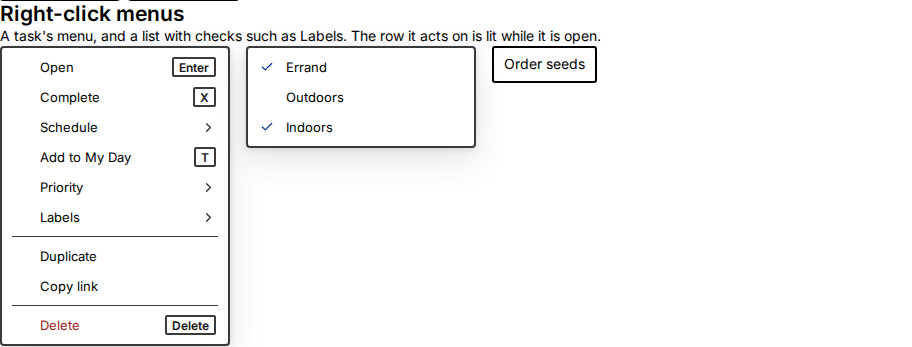 Right-click menus
A task's menu, and a list with checks such as Labels. The row it acts on is lit while it is open.
Open Enter
Complete X
Schedule
Add to My Day T
Priority
Labels
Duplicate
Copy link
Delete Delete
Errand
Outdoors
Indoors
Order seeds